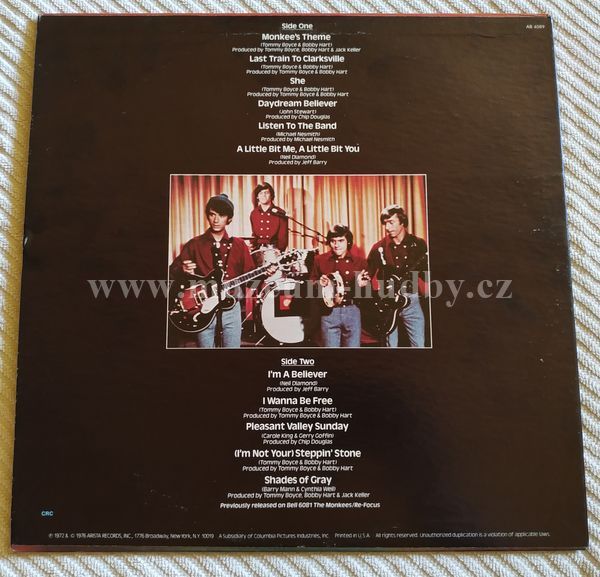 Side One
AB 4089
Monkee's Theme
(Tommy Boyce & Bobby Hart)
Produced by Tommy Boyce, Bobby Hart & Jack Keller
Last Train To Clarksville
(Tommy Boyce & Bobby Hart)
Produced by Tommy Boyce & Bobby Hart
She
(Tommy Boyce & Bobby Hart)
Produced by Tommy Boyce & Bobby Hart
Daydream Believer
(John Stewart)
Produced by Chip Douglas
Listen To The Band
(Michael Nesmith)
Produced by Michael Nesmith
A Little Bit Me, A Little Bit You
(Neil Diamond)
Produced by Jeff Barry
www.mazaun-hudby.cz
Side Two
I'm A Believer
(Neil Diamond)
Produced by Jeff Barry
I Wanna Be Free
(Tommy Boyce & Bobby Hart)
Produced by Tommy Boyce & Bobby Hart
Pleasant Valley Sunday
(Carole King & Gerry Goffin)
Produced by Chip Douglas
(I'm Not Your) Steppin' Stone
(Tommy Boyce & Bobby Hart)
Produced by Tommy Boyce & Bobby Hart
Shades of Gray
(Barry Mann & Cynthia Weil)
Produced by Tommy Boyce, Bobby Hart & Jack Keller
Previously released on Bell 6081 The Monkees/Re-Focus
CRC
℗ 1972 & © 1976 ARISTA RECORDS, INC., 1776 Broadway, New York, N.Y. 10019 A Subsidiary of Columbia Pictures Industries, Inc. Printed in U.S.A. All rights reserved. Unauthorized duplication is a violation of applicable laws.